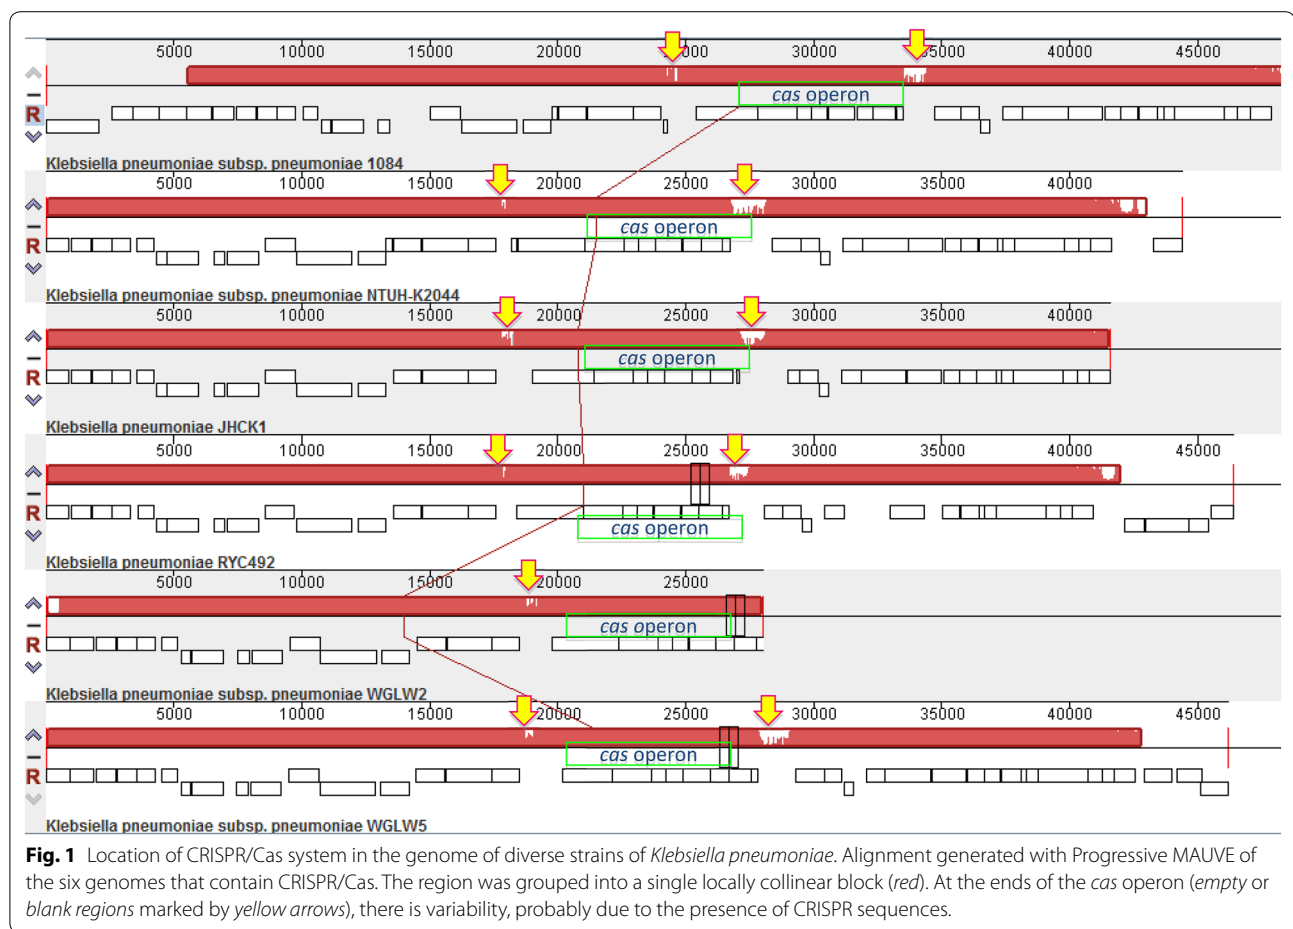 5000 10000 15000 20000 25000 30000 35000 40000 45000
cas operon
R
Klebsiella pneumoniae subsp. pneumoniae 1084
5000 10000 15000 20000 25000 30000 35000 40000
cas operon
R
Klebsiella pneumoniae subsp. pneumoniae NTUH-K2044
5000 10000 15000 20000 25000 30000 35000 40000
cas operon
R
Klebsiella pneumoniae JHCK1
5000 10000 15000 20000 25000 30000 35000 40000 45000
R
cas operon
Klebsiella pneumoniae RYC492
5000 10000 15000 20000 25000
cas operon
R
Klebsiella pneumoniae subsp. pneumoniae WGLW2
5000 10000 15000 20000 25000 30000 35000 40000 45000
cas operon
R
Klebsiella pneumoniae subsp. pneumoniae WGLW5
Fig. 1 Location of CRISPR/Cas system in the genome of diverse strains of Klebsiella pneumoniae. Alignment generated with Progressive MAUVE of
the six genomes that contain CRISPR/Cas. The region was grouped into a single locally collinear block (red). At the ends of the cas operon (empty or
blank regions marked by yellow arrows), there is variability, probably due to the presence of CRISPR sequences.